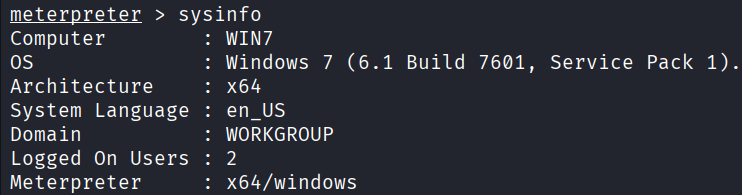 meterpreter > sysinfo
Computer        : WIN7
OS              : Windows 7 (6.1 Build 7601, Service Pack 1).
Architecture    : x64
System Language : en_US
Domain          : WORKGROUP
Logged On Users : 2
Meterpreter     : x64/windows